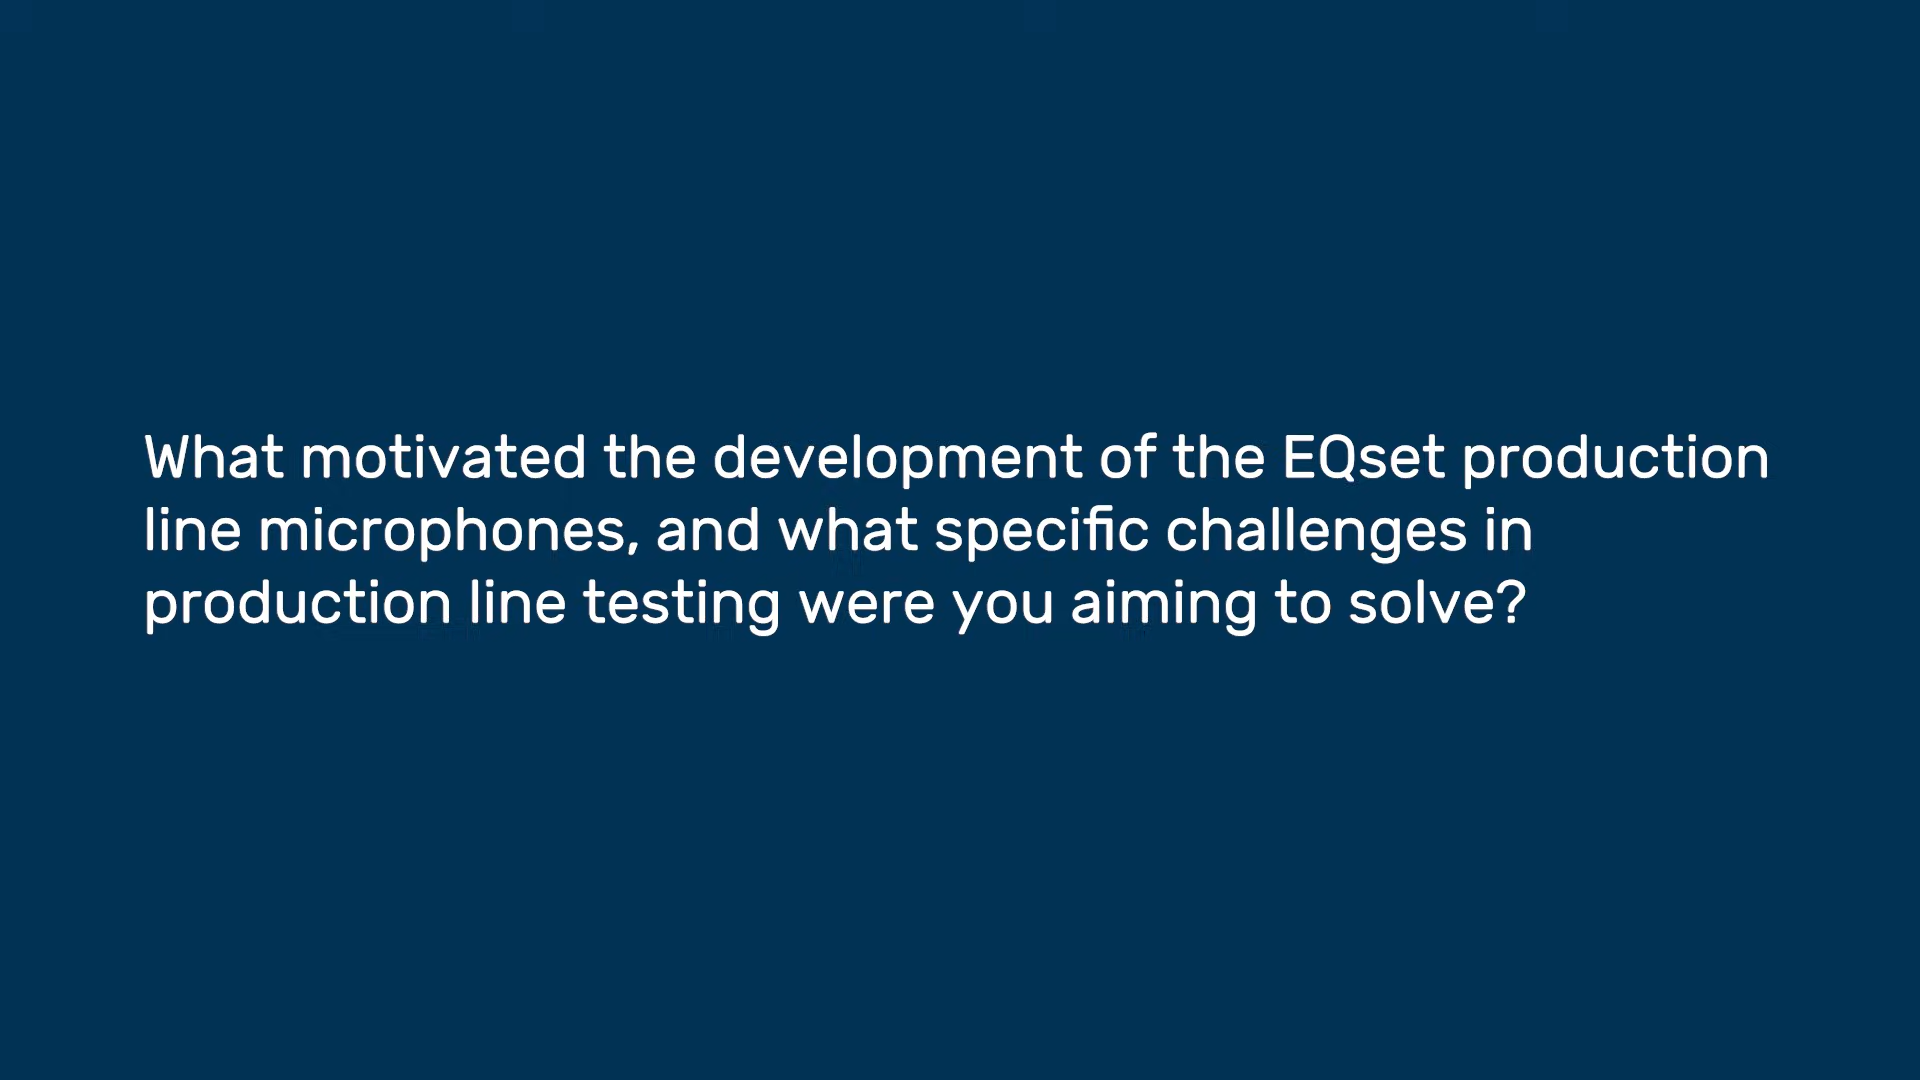 What motivated the development of the EQset production
line microphones, and what specific challenges in
production line testing were you aiming to solve?